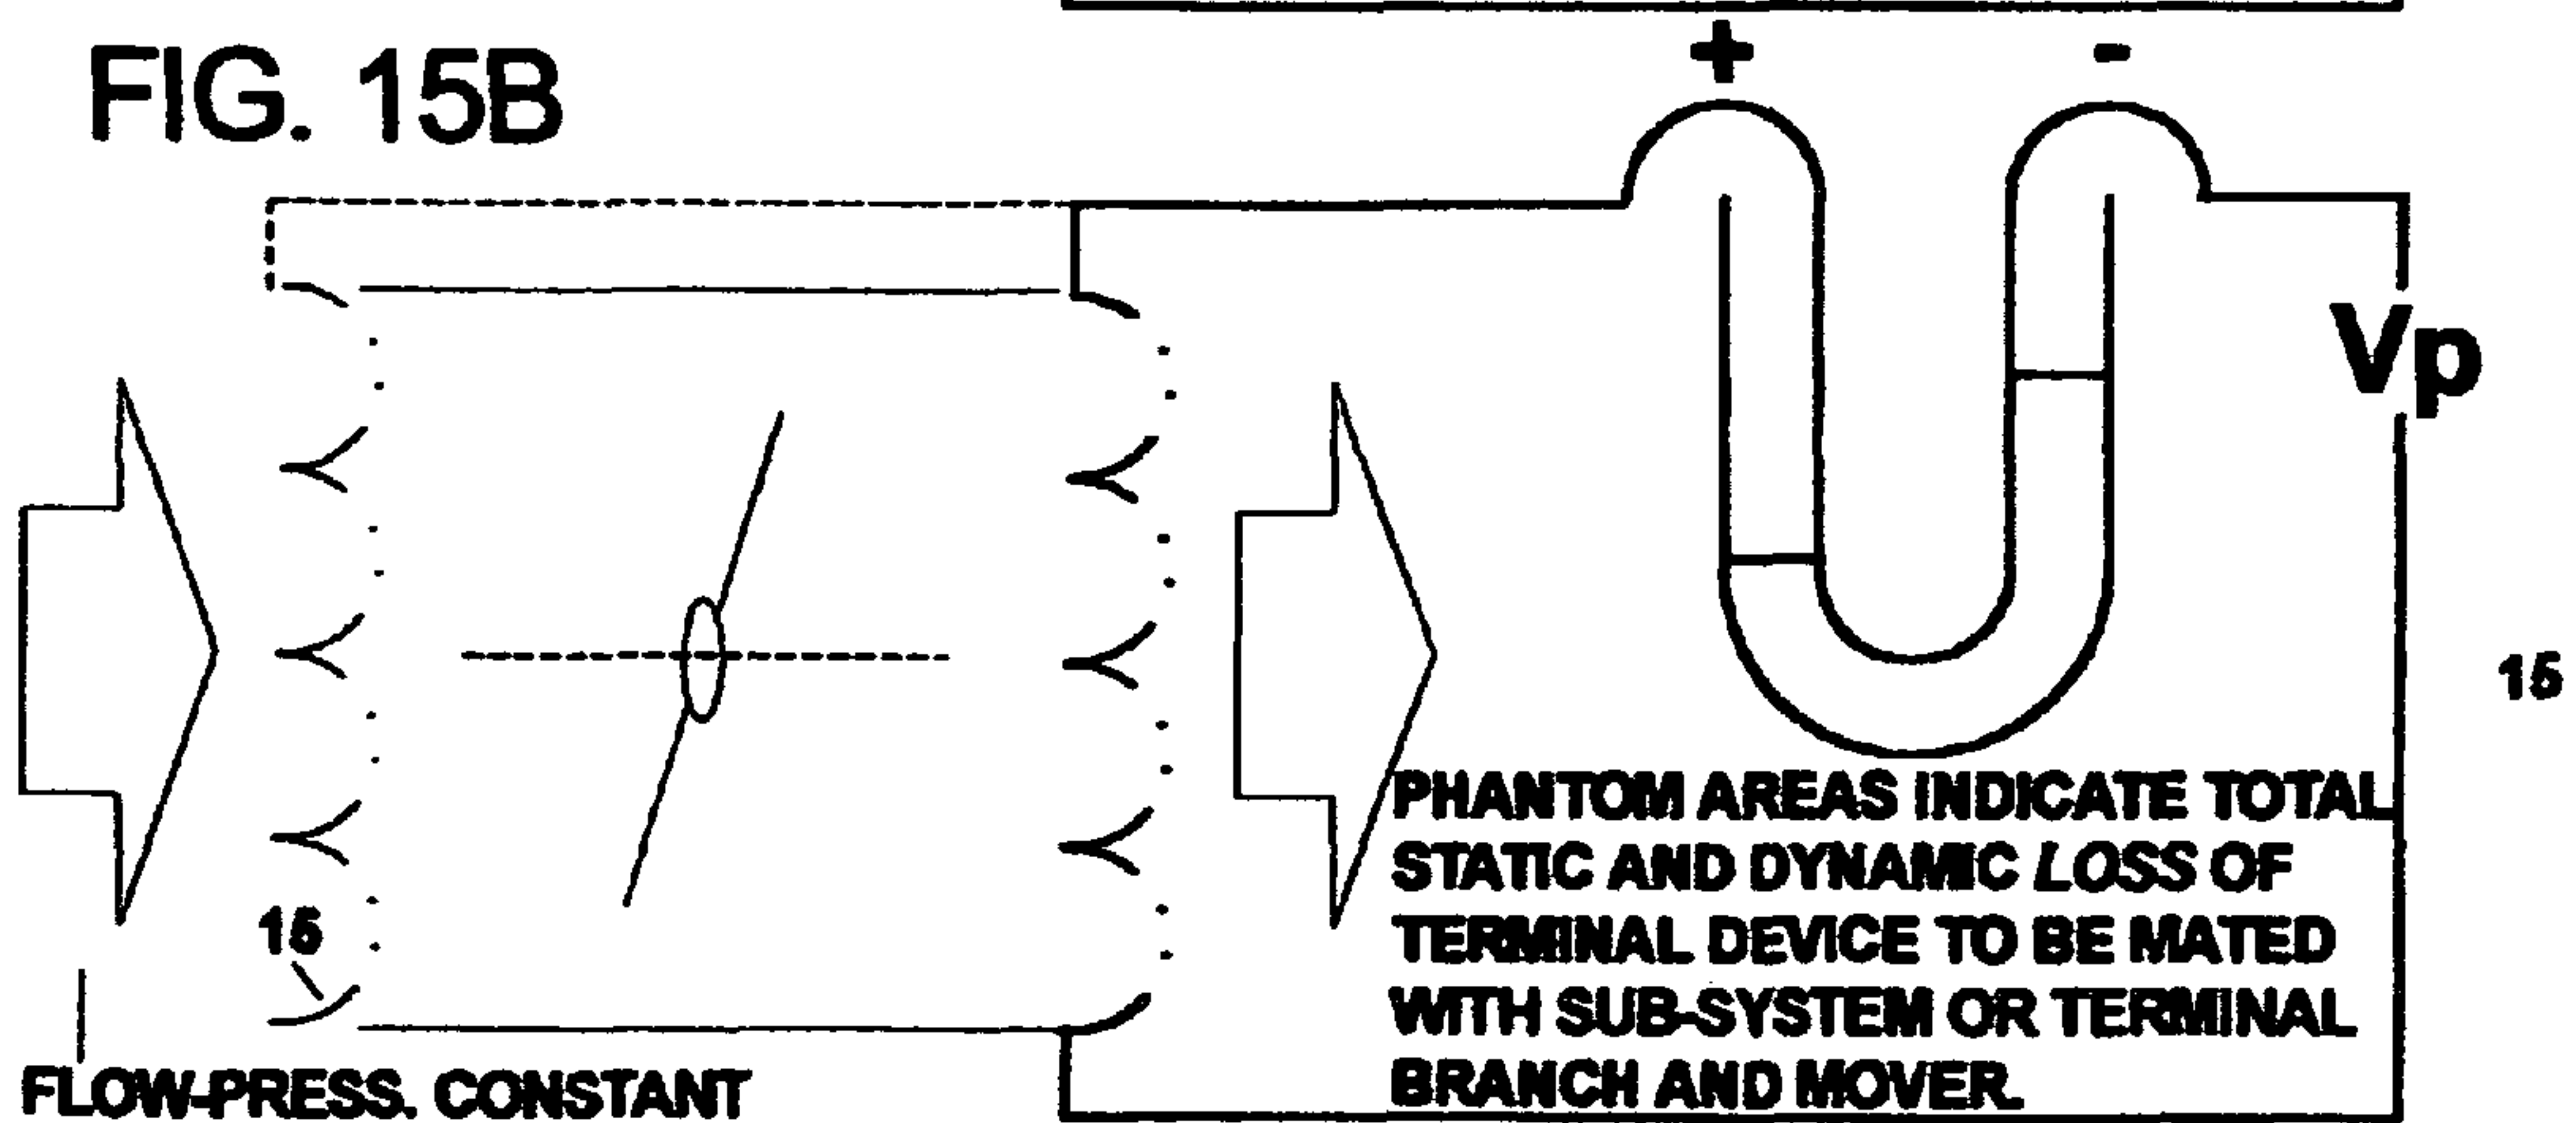 FIG. 15B
+ -
Vp
15
PHANTOM AREAS INDICATE TOTAL
STATIC AND DYNAMIC LOSS OF
TERMINAL DEVICE TO BE MATED
WITH SUB-SYSTEM OR TERMINAL
BRANCH AND MOVER.
15
FLOW-PRESS. CONSTANT